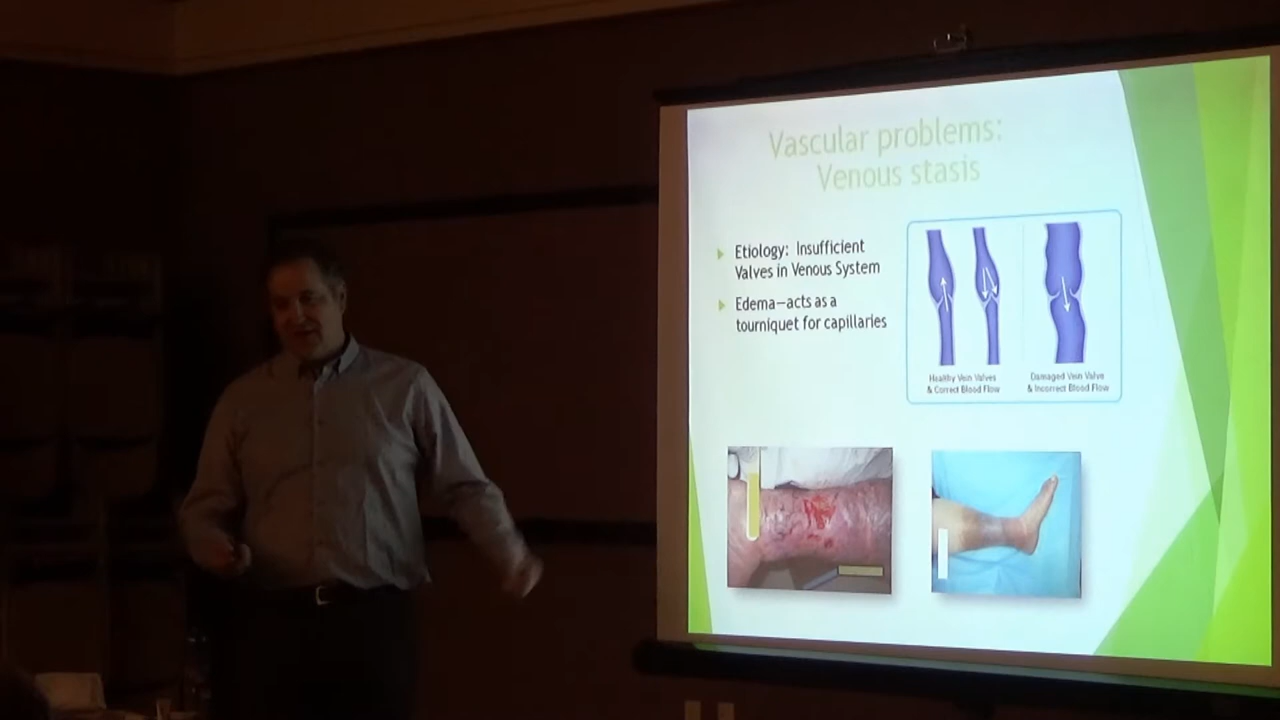 Vascular problems:
Venous stasis
Etiology: Insufficient
Valves in Venous System
Edema—acts as a
tourniquet for capillaries
Healthy Vein Valves
& Correct Blood Flow
Damaged Vein Valve
& Incorrect Blood Flow